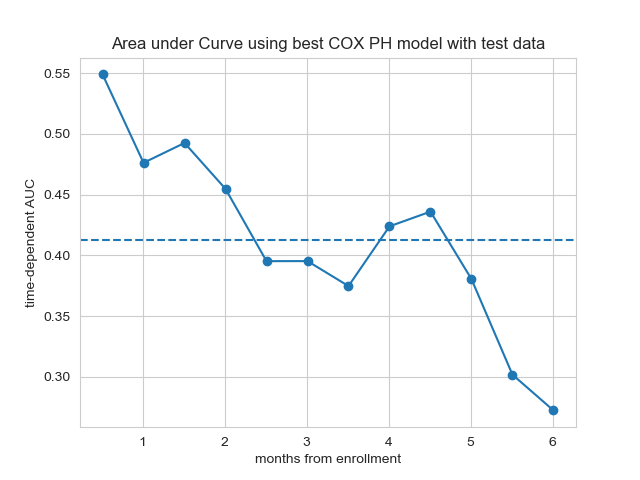 Area under Curve using best COX PH model with test data
0.55
0.50
0.45
0.40
0.35
0.30
time-dependent AUC
1 2 3 4 5 6
months from enrollment